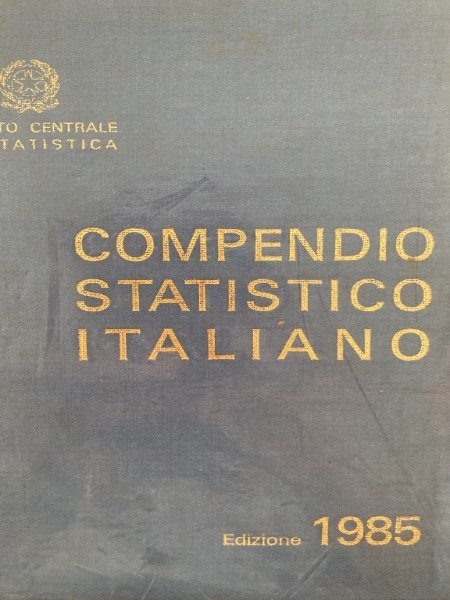 TO CENTRALE
TATISTICA
COMPENDIO
STATISTICO
ITALIANO
Edizione 1985